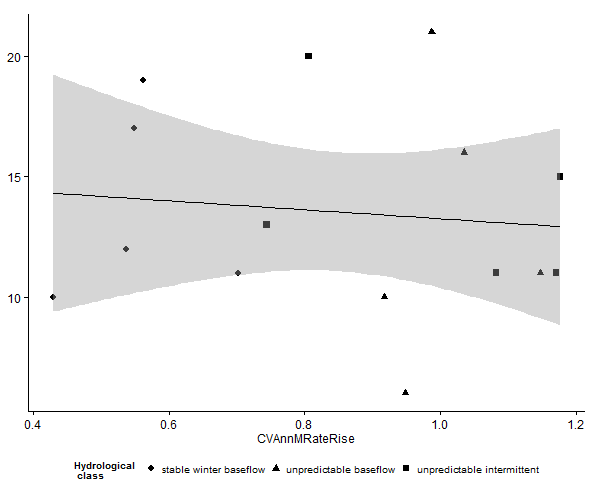 20
15
10
0.4 0.6 0.8 1.0 1.2
CVAnnMRateRise
Hydrological
class
stable winter baseflow unpredictable baseflow unpredictable intermittent